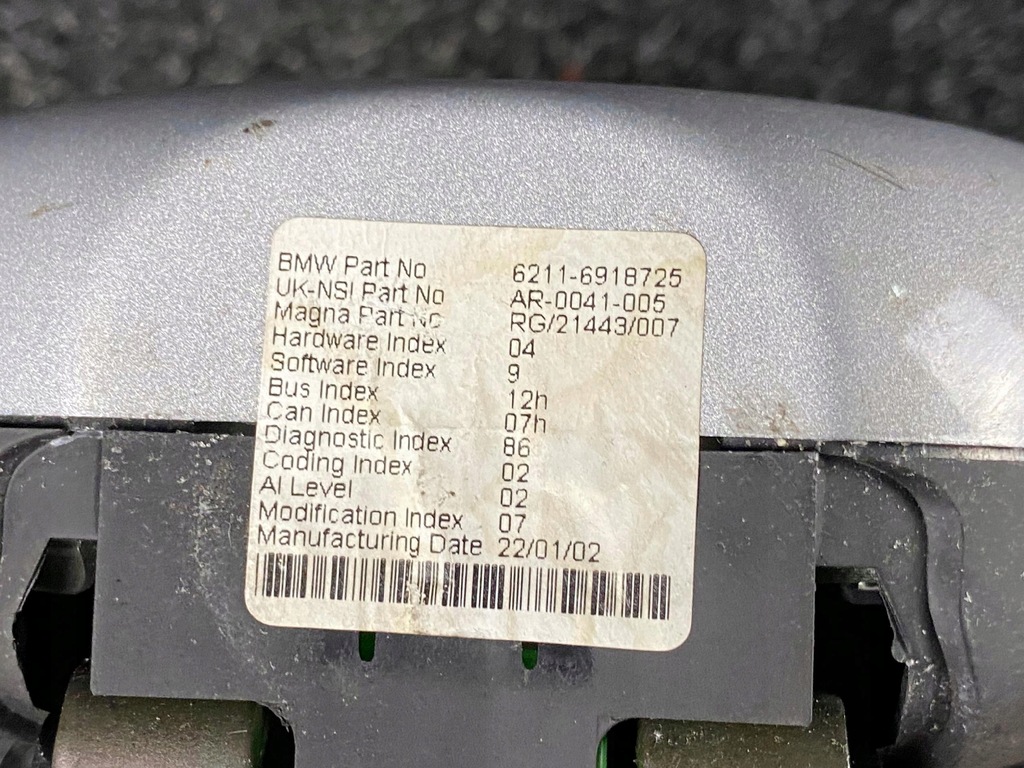 BMW Part No 6211-6918725
UK-NSI Part No AR-0041-005
Magna Part No RG/21443/007
Hardware Index 04
Software Index 9
Bus Index 12h
Can Index 07h
Diagnostic Index 86
Coding Index 02
AI Level 02
Modification Index 07
Manufacturing Date 22/01/02